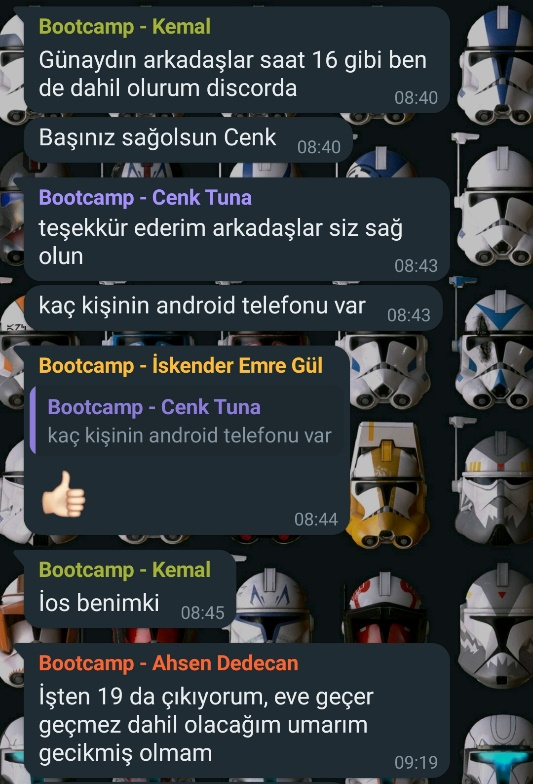 Bootcamp - Kemal
Günaydın arkadaşlar saat 16 gibi ben
de dahil olurum discorda
08:40
Başınız sağolsun Cenk
08:40
Bootcamp - Cenk Tuna
teşekkür ederim arkadaşlar siz sağ
olun
08:43
kaç kişinin android telefonu var
08:43
Bootcamp - İskender Emre Gül
Bootcamp - Cenk Tuna
kaç kişinin android telefonu var
08:44
Bootcamp - Kemal
İos benimki
08:45
Bootcamp - Ahsen Dedecan
İşten 19 da çıkıyorum, eve geçer
geçmez dahil olacağım umarım
gecikmiş olmam
09:19